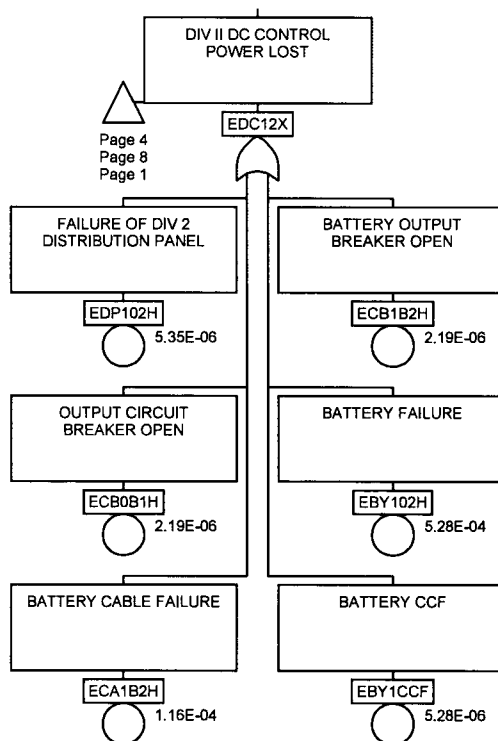 DIV II DC CONTROL
POWER LOST
Page 4
Page 8
Page 1
EDC12X
FAILURE OF DIV 2
DISTRIBUTION PANEL
EDP102H
5.35E-06
BATTERY OUTPUT
BREAKER OPEN
ECB1B2H
2.19E-06
OUTPUT CIRCUIT
BREAKER OPEN
ECB0B1H
2.19E-06
BATTERY FAILURE
EBY102H
5.28E-04
BATTERY CABLE FAILURE
ECA1B2H
1.16E-04
BATTERY CCF
EBY1CCF
5.28E-06